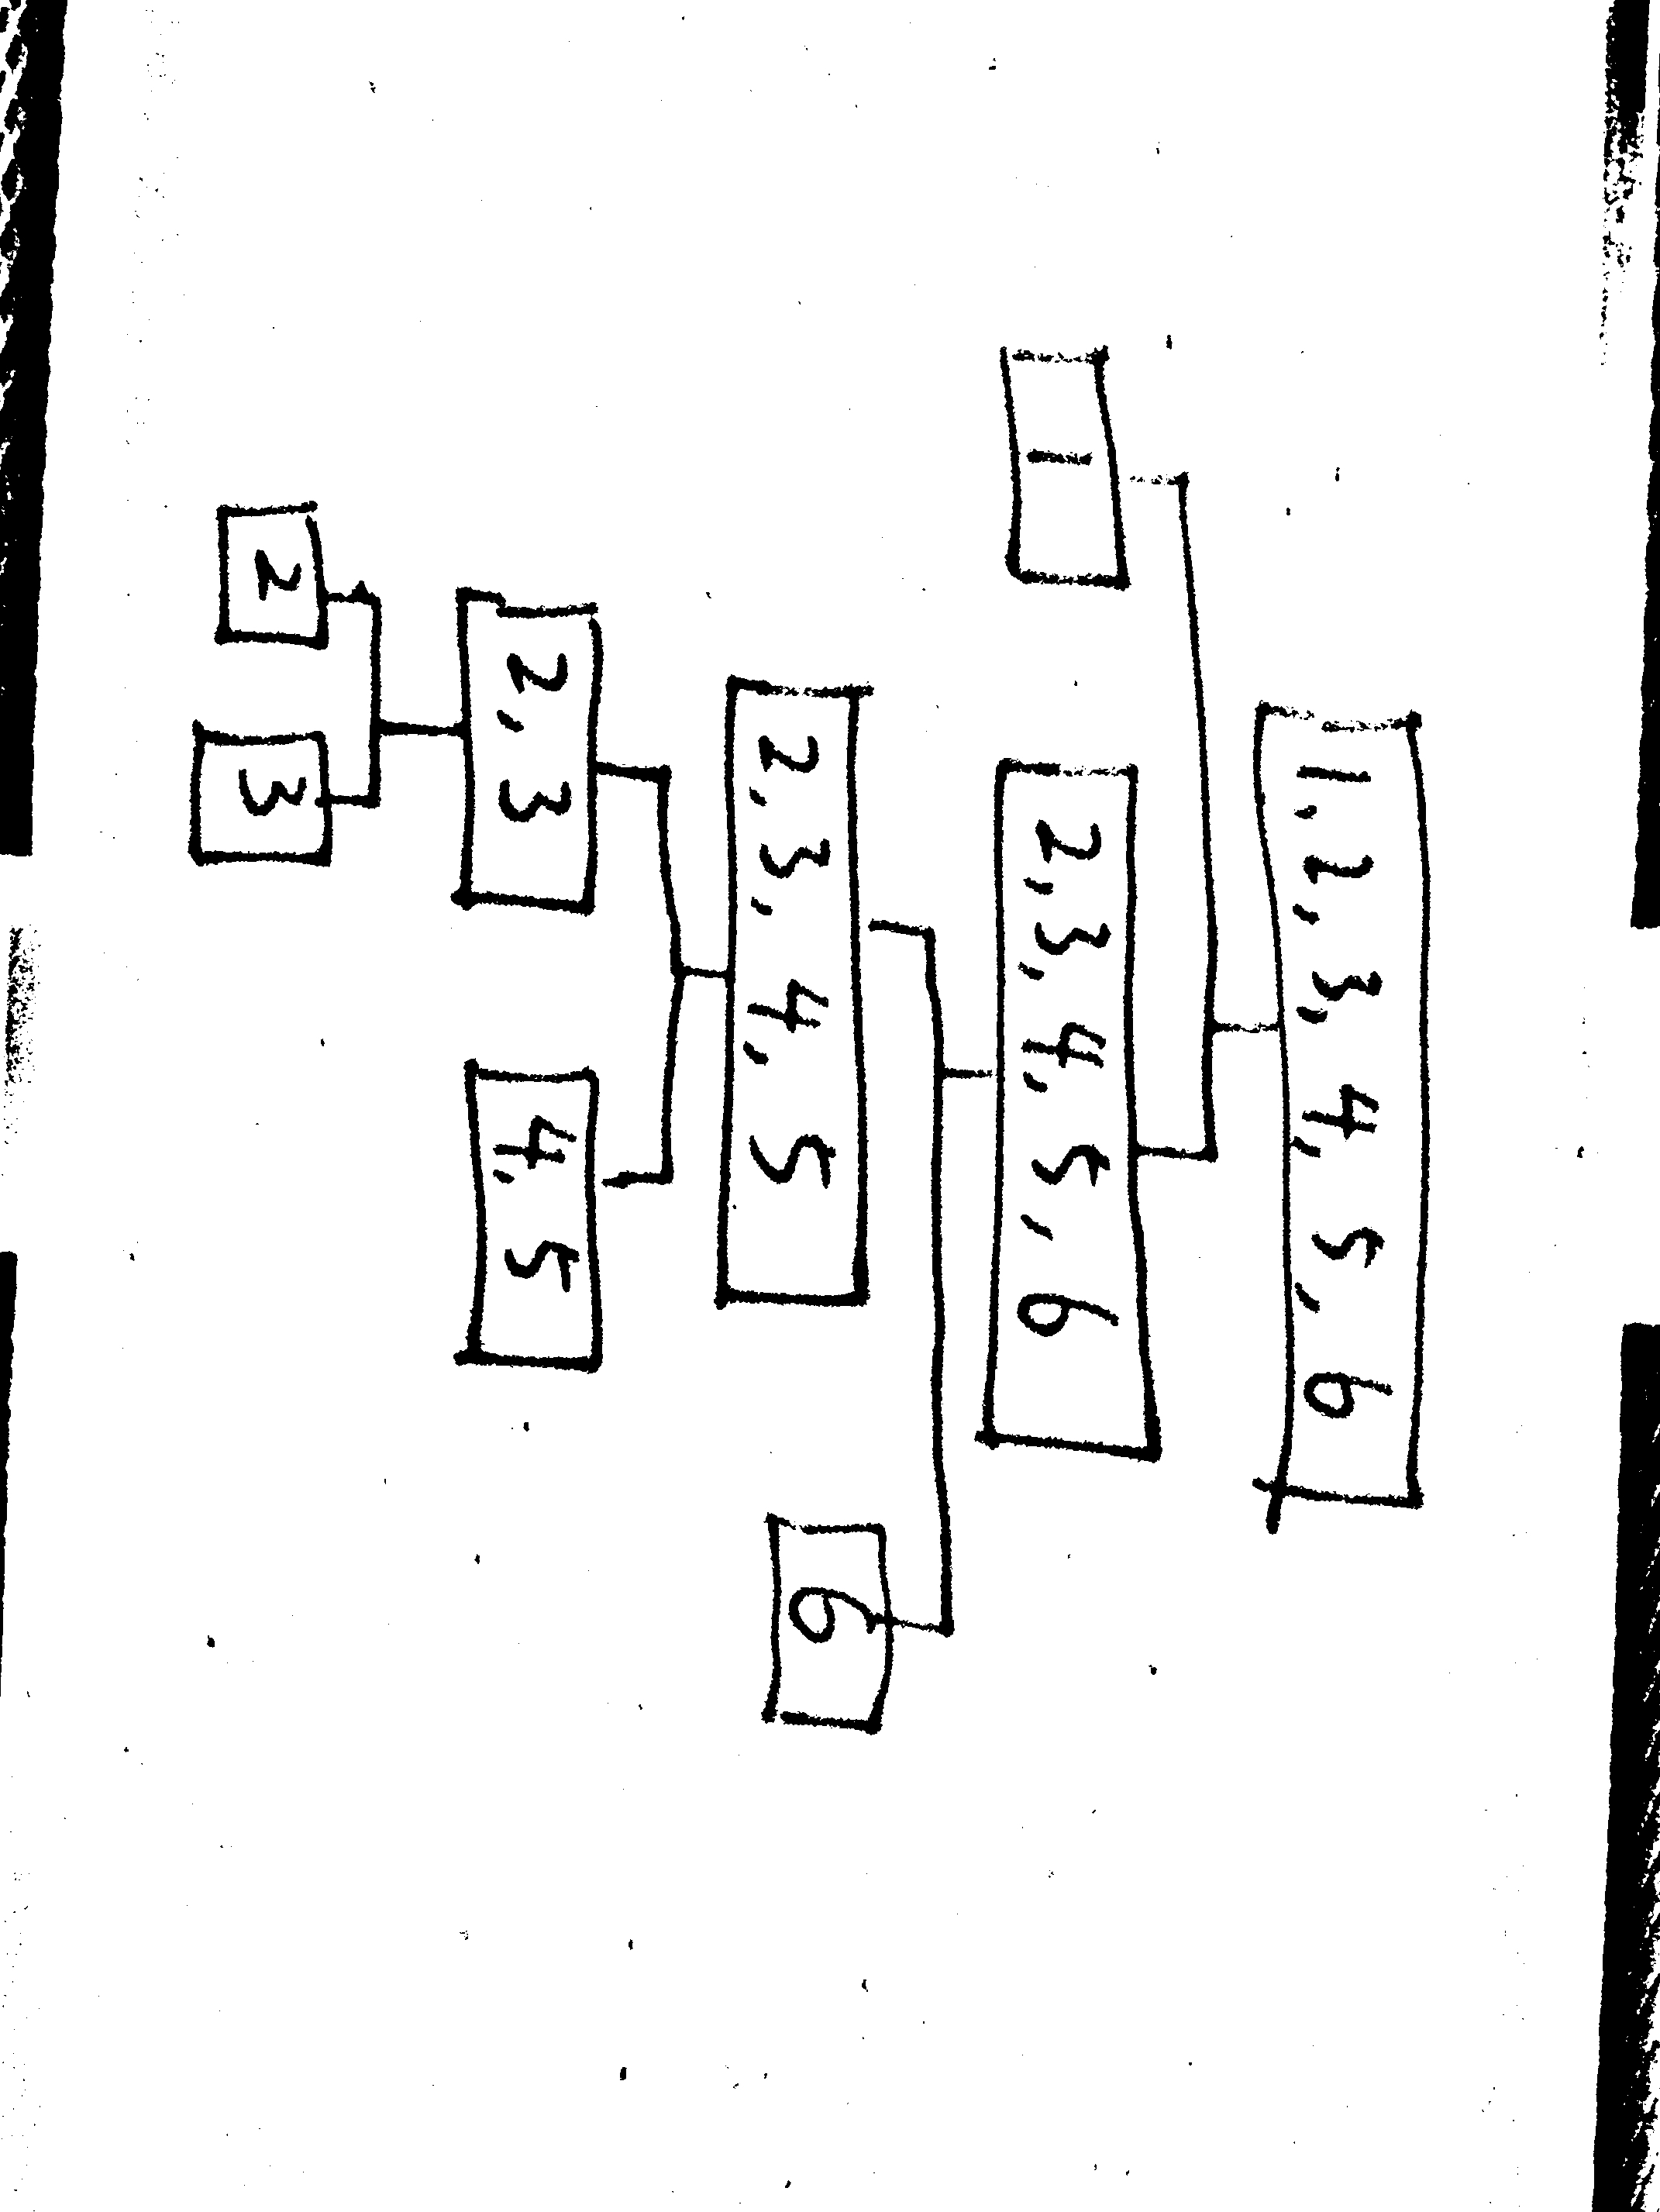 1, 2, 3, 4, 5, 6
1
2, 3, 4, 5, 6
2, 3, 4, 5
6
2, 3
4, 5
2
3